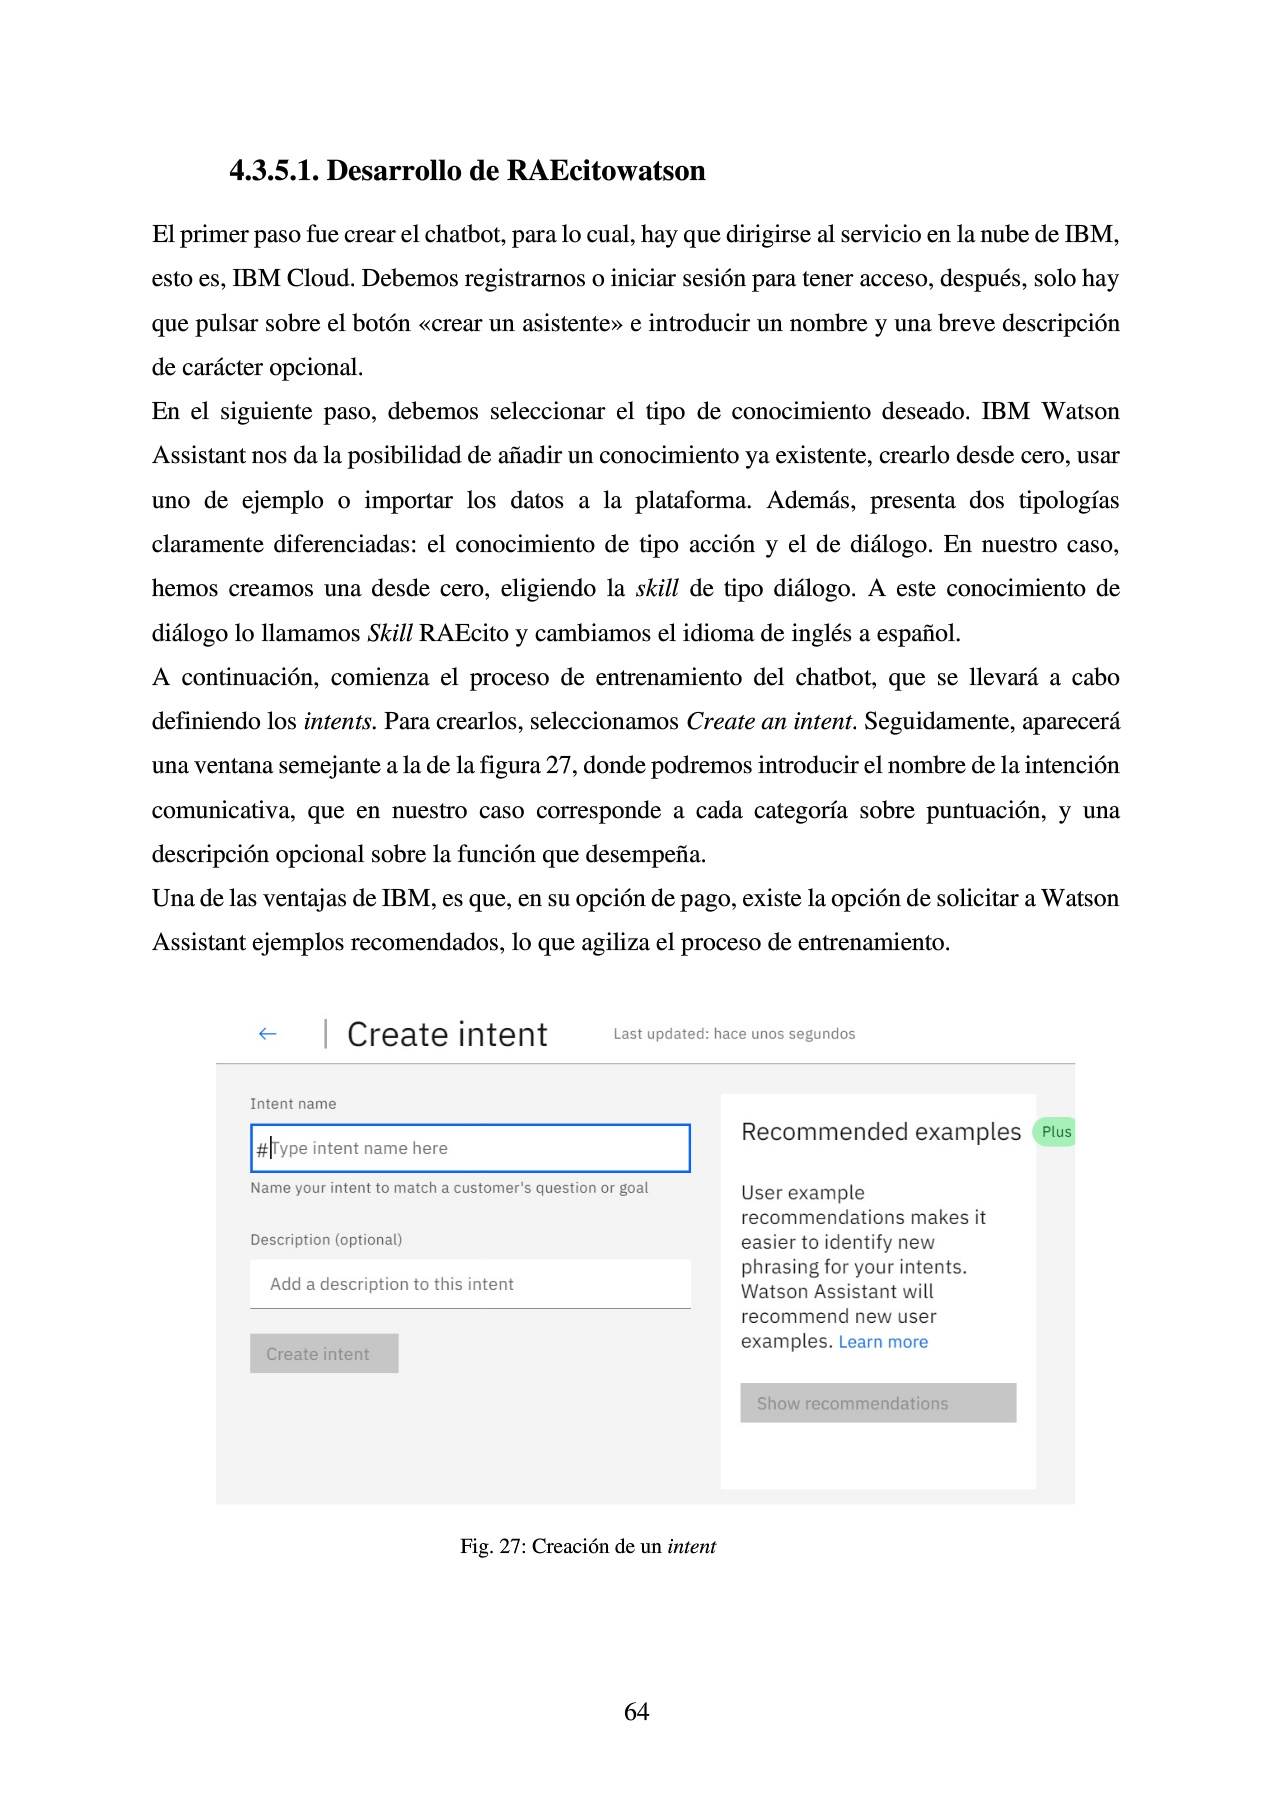 4.3.5.1. Desarrollo de RAEcitowatson
El primer paso fue crear el chatbot, para lo cual, hay que dirigirse al servicio en la nube de IBM,
esto es, IBM Cloud. Debemos registrarnos o iniciar sesión para tener acceso, después, solo hay
que pulsar sobre el botón «crear un asistente» e introducir un nombre y una breve descripción
de carácter opcional.
En el siguiente paso, debemos seleccionar el tipo de conocimiento deseado. IBM Watson
Assistant nos da la posibilidad de añadir un conocimiento ya existente, crearlo desde cero, usar
uno de ejemplo o importar los datos a la plataforma. Además, presenta dos tipologías
claramente diferenciadas: el conocimiento de tipo acción y el de diálogo. En nuestro caso,
hemos creamos una desde cero, eligiendo la skill de tipo diálogo. A este conocimiento de
diálogo lo llamamos Skill RAEcito y cambiamos el idioma de inglés a español.
A continuación, comienza el proceso de entrenamiento del chatbot, que se llevará a cabo
definiendo los intents. Para crearlos, seleccionamos Create an intent. Seguidamente, aparecerá
una ventana semejante a la de la figura 27, donde podremos introducir el nombre de la intención
comunicativa, que en nuestro caso corresponde a cada categoría sobre puntuación, y una
descripción opcional sobre la función que desempeña.
Una de las ventajas de IBM, es que, en su opción de pago, existe la opción de solicitar a Watson
Assistant ejemplos recomendados, lo que agiliza el proceso de entrenamiento.
← | Create intent Last updated: hace unos segundos
Intent name
#Type intent name here
Name your intent to match a customer's question or goal
Description (optional)
Add a description to this intent
Create intent
Recommended examples Plus
User example
recommendations makes it
easier to identify new
phrasing for your intents.
Watson Assistant will
recommend new user
examples. Learn more
Show recommendations
Fig. 27: Creación de un intent
64